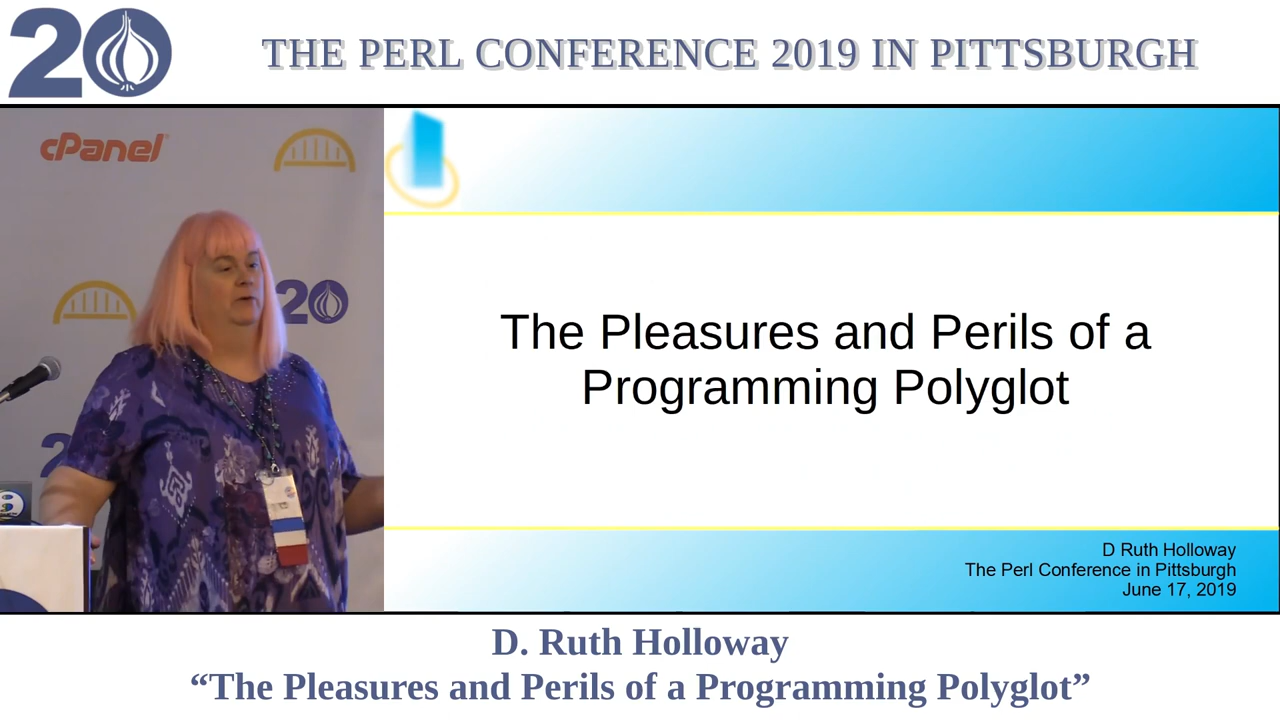 20
THE PERL CONFERENCE 2019 IN PITTSBURGH
cPanel
20
2
The Pleasures and Perils of a
Programming Polyglot
D Ruth Holloway
The Perl Conference in Pittsburgh
June 17, 2019
D. Ruth Holloway
“The Pleasures and Perils of a Programming Polyglot”